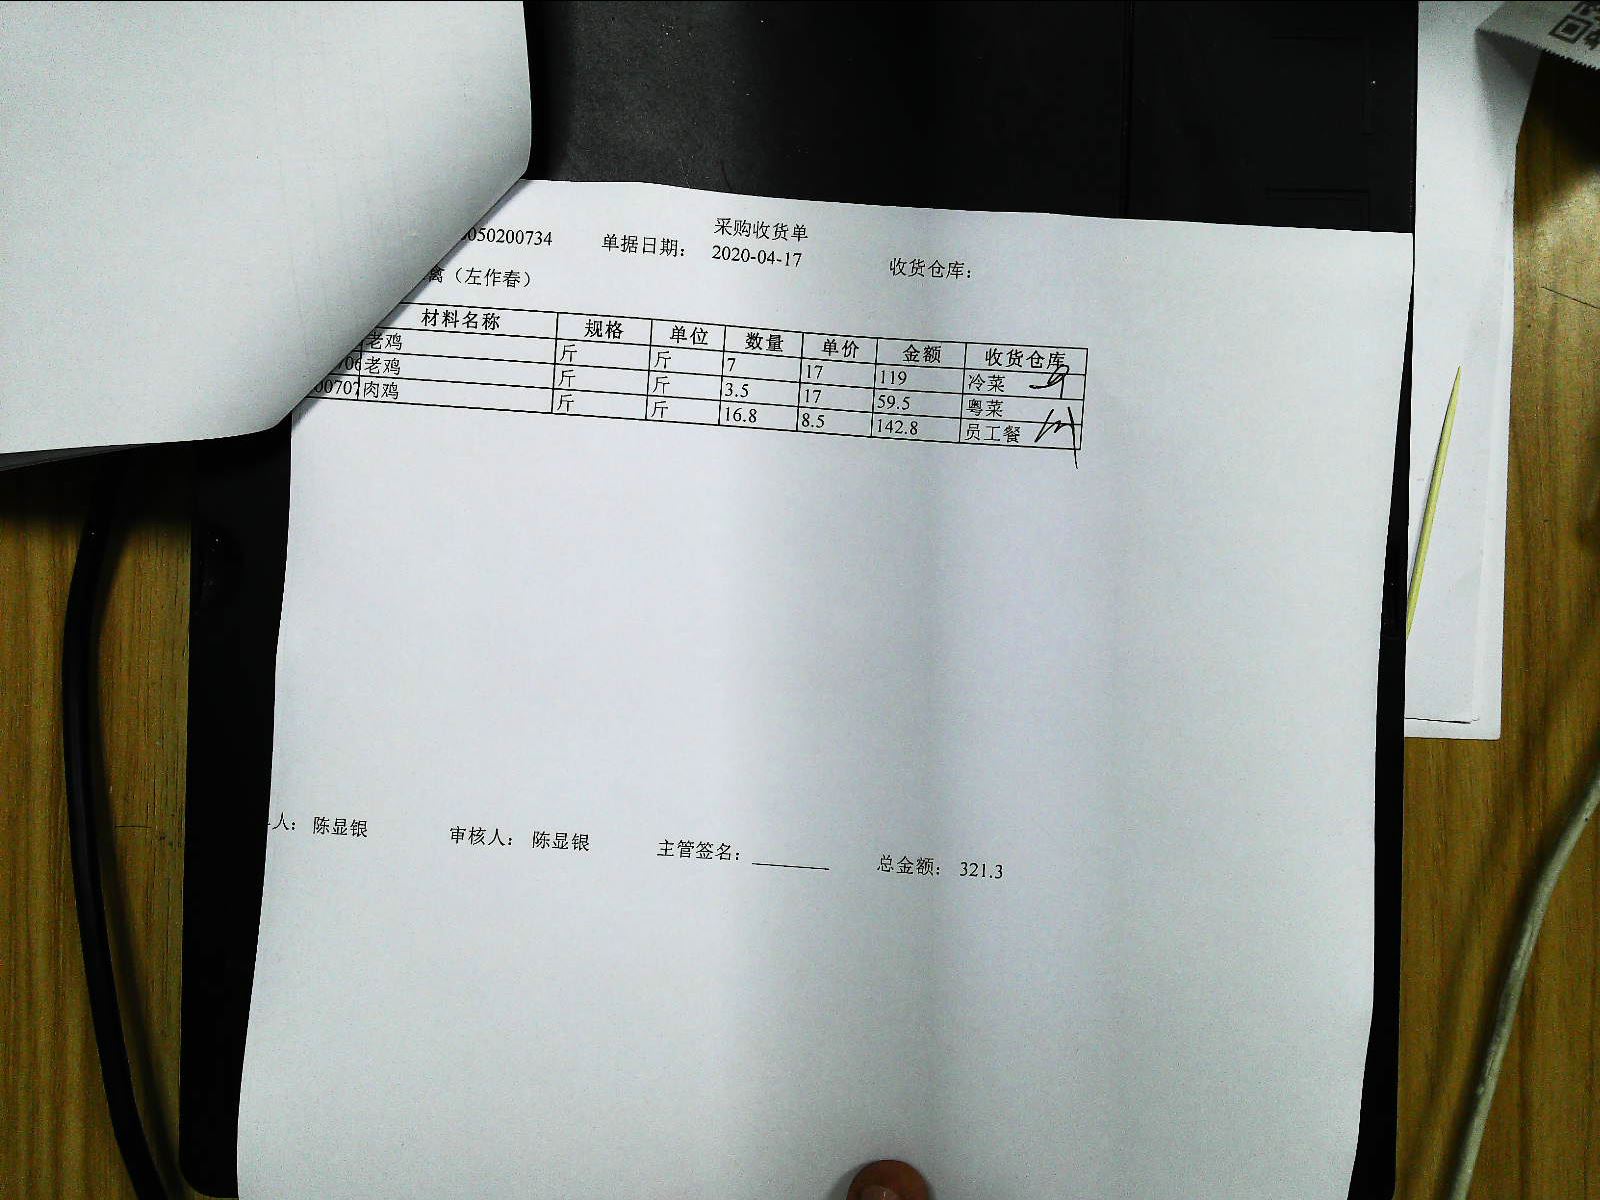 采购收货单
050200734 单据日期: 2020-04-17 收货仓库:
禽（左作春）
材料名称 规格 单位 数量 单价 金额 收货仓库
老鸡 斤 斤 7 17 119 冷菜
706 老鸡 斤 斤 3.5 17 59.5 粤菜
00707 肉鸡 斤 斤 16.8 8.5 142.8 员工餐
人: 陈显银 审核人: 陈显银 主管签名: 总金额: 321.3